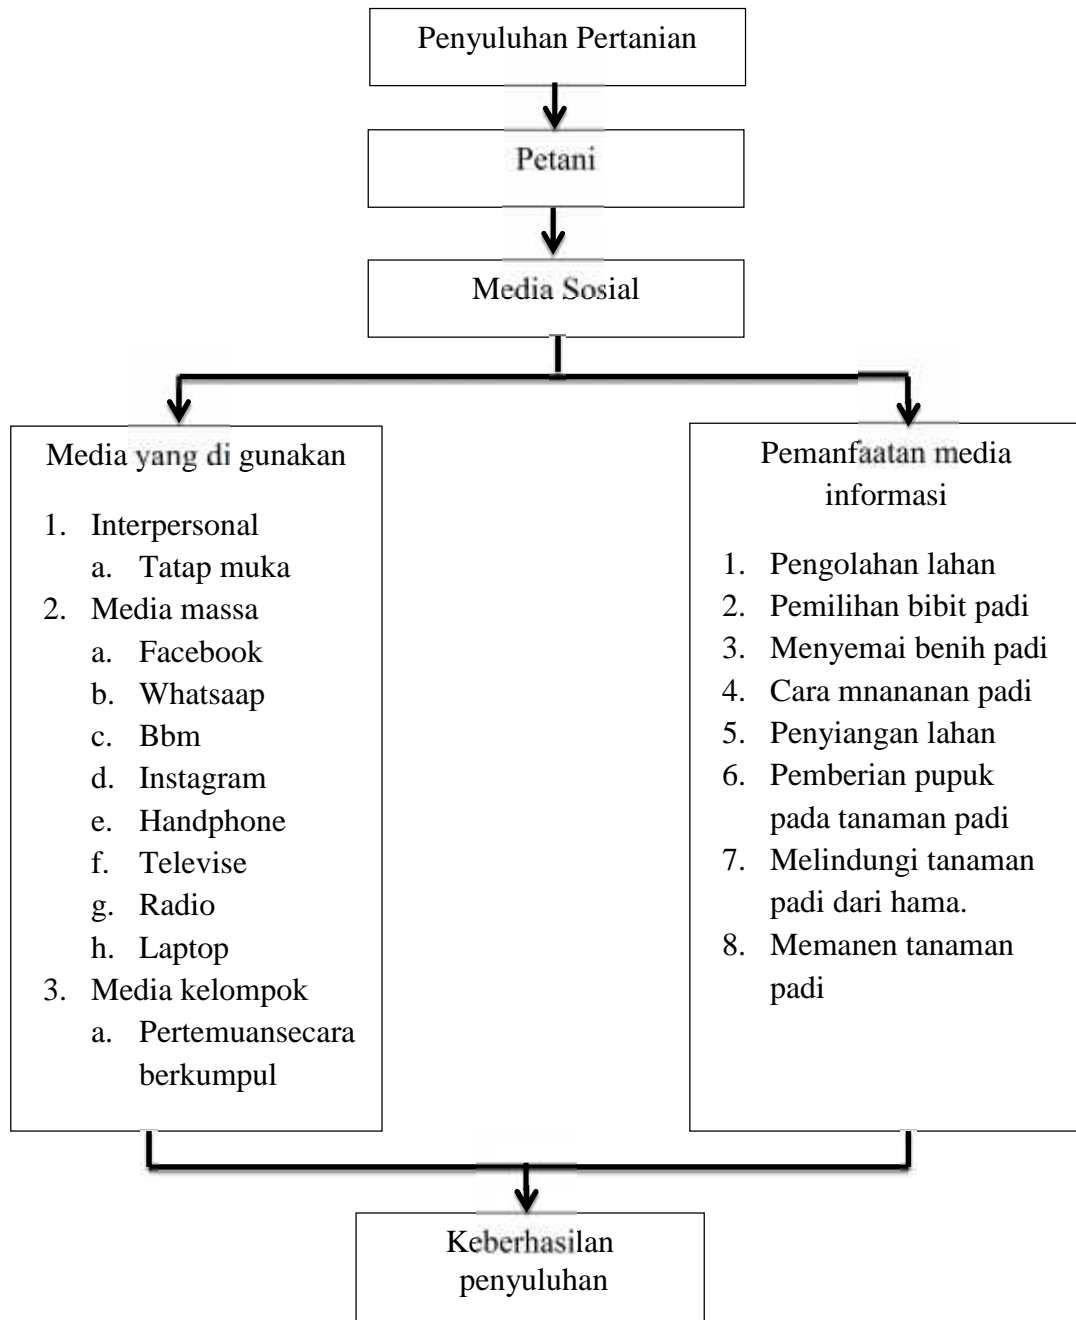 Penyuluhan Pertanian
Petani
Media Sosial
Media yang di gunakan
1. Interpersonal
a. Tatap muka
2. Media massa
a. Facebook
b. Whatsaap
c. Bbm
d. Instagram
e. Handphone
f. Televise
g. Radio
h. Laptop
3. Media kelompok
a. Pertemuansecara
berkumpul
Pemanfaatan media
informasi
1. Pengolahan lahan
2. Pemilihan bibit padi
3. Menyemai benih padi
4. Cara mnananan padi
5. Penyiangan lahan
6. Pemberian pupuk
pada tanaman padi
7. Melindungi tanaman
padi dari hama.
8. Memanen tanaman
padi
Keberhasilan
penyuluhan